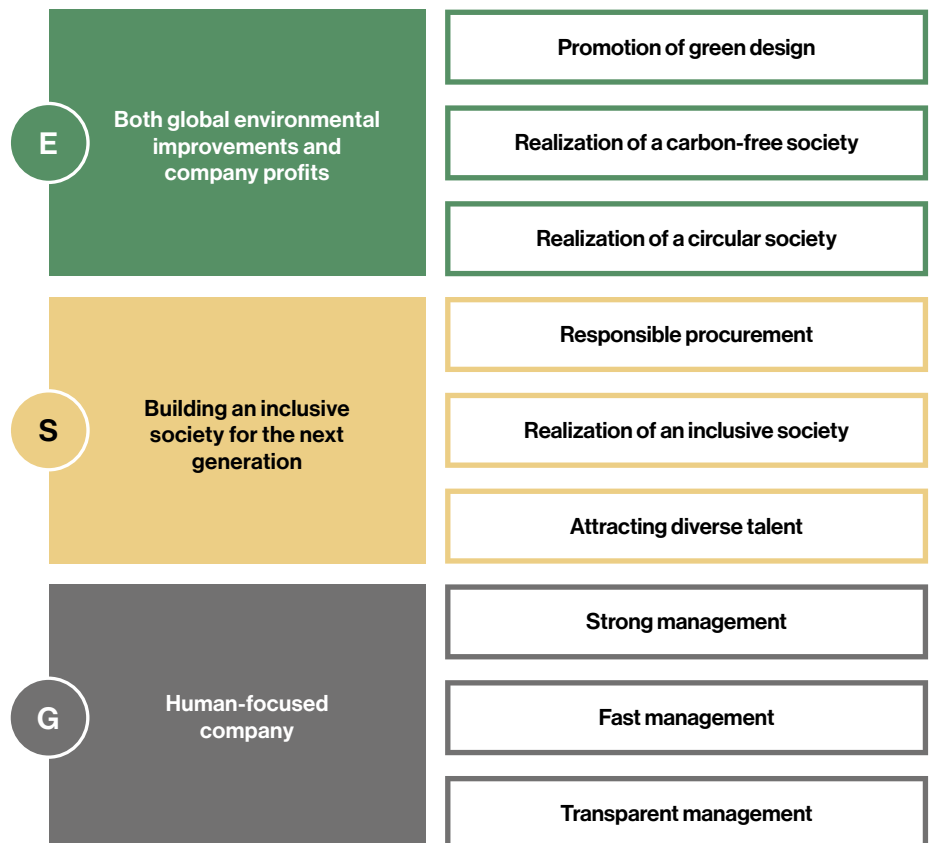 E
Both global environmental
improvements and
company profits
Promotion of green design
Realization of a carbon-free society
Realization of a circular society
S
Building an inclusive
society for the next
generation
Responsible procurement
Realization of an inclusive society
Attracting diverse talent
G
Human-focused
company
Strong management
Fast management
Transparent management